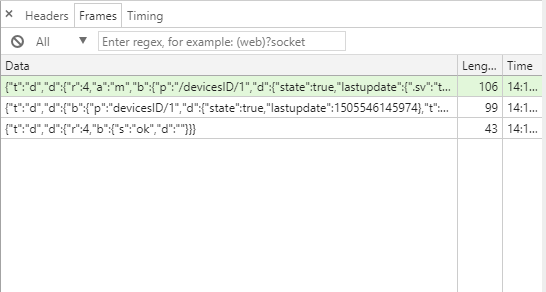 × Headers Frames Timing
All ▼ Enter regex, for example: (web)?socket
Data Leng... Time
{"t":"d","d":{"r":4,"a":"m","b":{"p":"/devicesID/1","d":{"state":true,"lastupdate":{".sv":"t... 106 14:1...
{"t":"d","d":{"b":{"p":"devicesID/1","d":{"state":true,"lastupdate":1505546145974},"t":... 99 14:1...
{"t":"d","d":{"r":4,"b":{"s":"ok","d":""}}} 43 14:1...